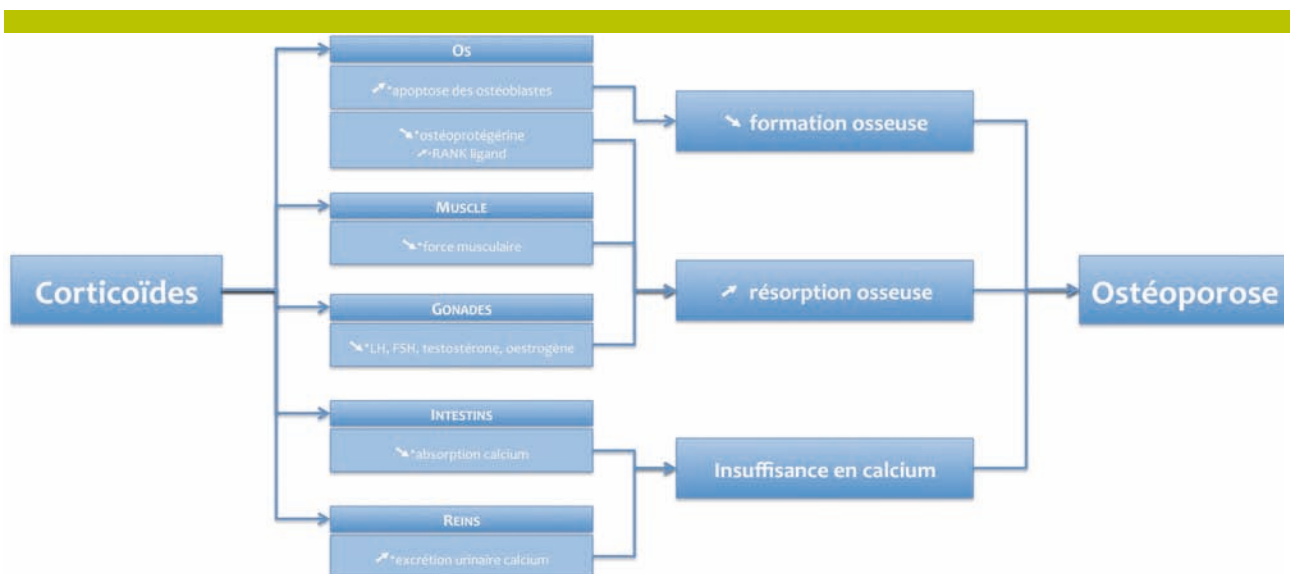 Corticoïdes
OS
↗*apoptose des ostéoblastes
↘*ostéoprotégérine
↗*RANK ligand
MUSCLE
↘*force musculaire
GONADES
↘*LH, FSH, testostérone, oestrogène
INTESTINS
↘*absorption calcium
REINS
↗*excrétion urinaire calcium
↘ formation osseuse
↗ résorption osseuse
Insuffisance en calcium
Ostéoporose